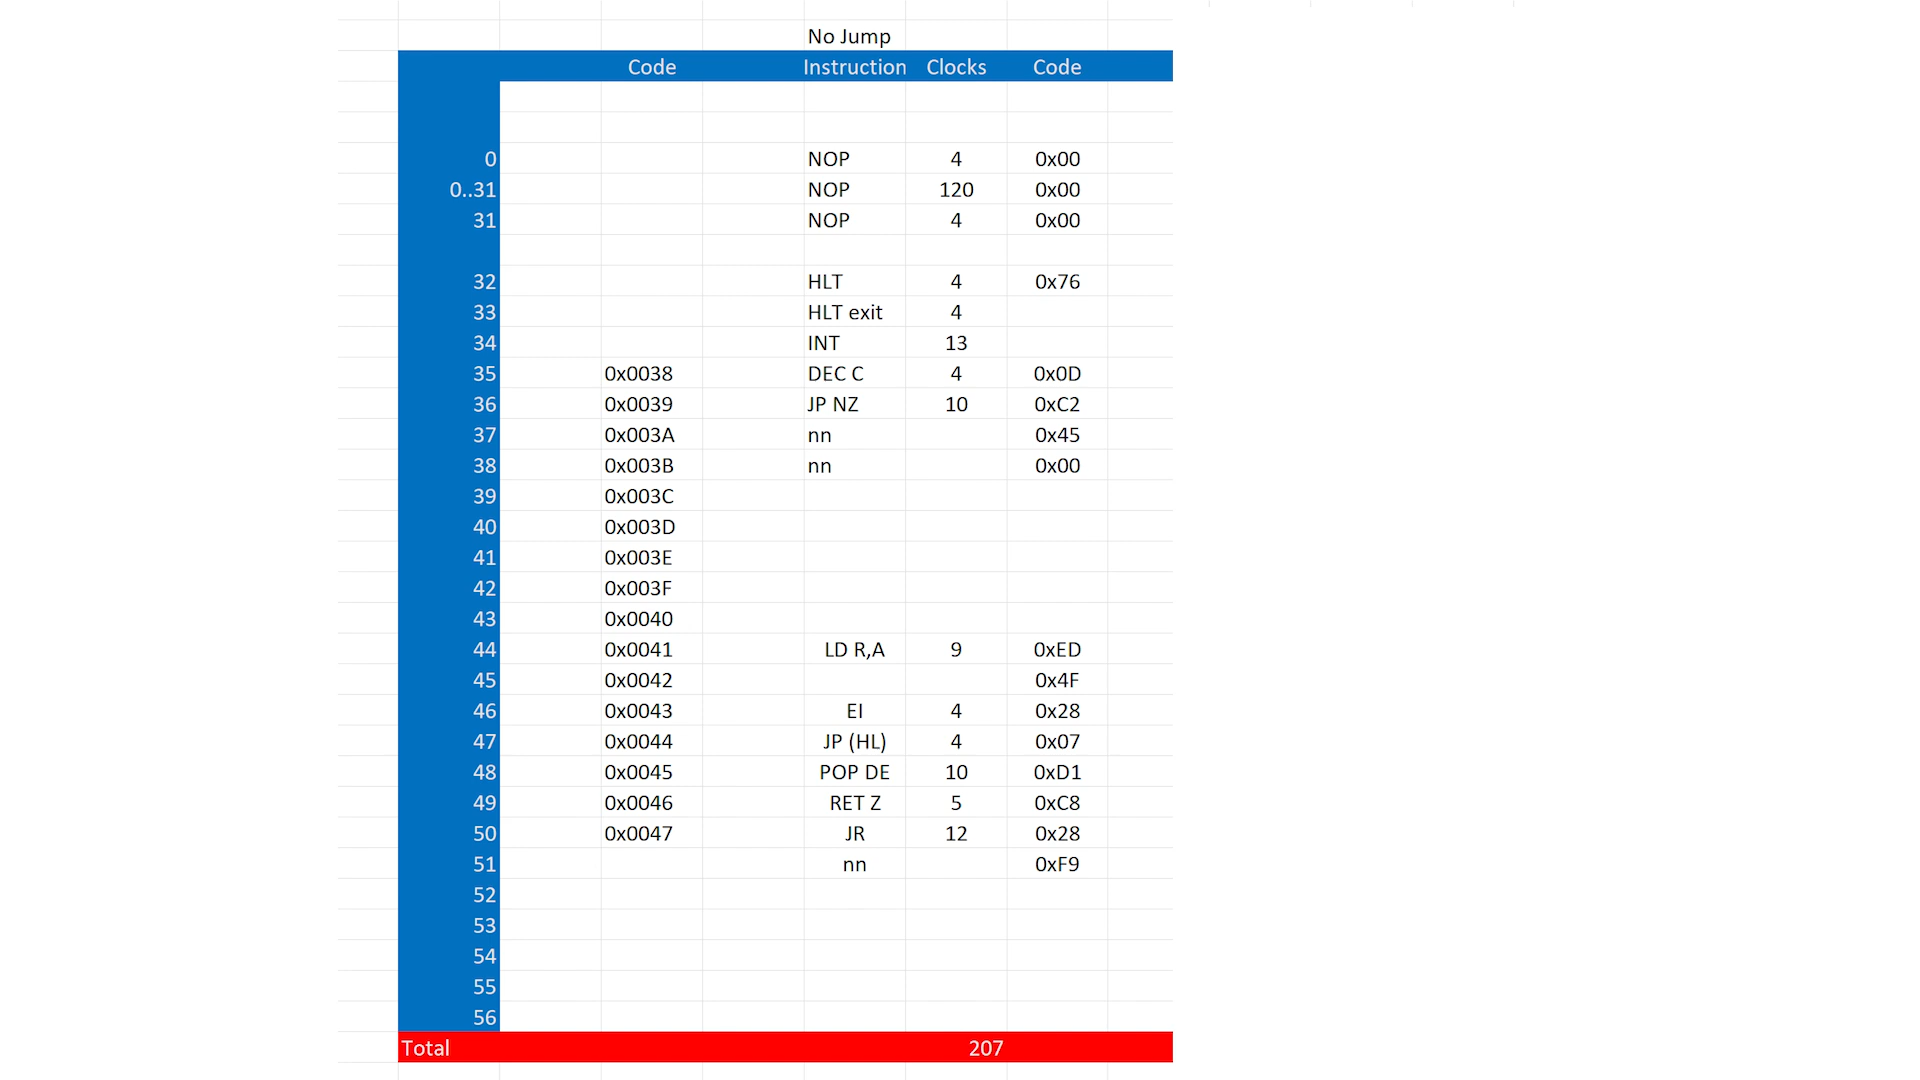 No Jump
Code Instruction Clocks Code
0 NOP 4 0x00
0..31 NOP 120 0x00
31 NOP 4 0x00
32 HLT 4 0x76
33 HLT exit 4
34 INT 13
35 0x0038 DEC C 4 0x0D
36 0x0039 JP NZ 10 0xC2
37 0x003A nn 0x45
38 0x003B nn 0x00
39 0x003C
40 0x003D
41 0x003E
42 0x003F
43 0x0040
44 0x0041 LD R,A 9 0xED
45 0x0042 0x4F
46 0x0043 EI 4 0x28
47 0x0044 JP (HL) 4 0x07
48 0x0045 POP DE 10 0xD1
49 0x0046 RET Z 5 0xC8
50 0x0047 JR 12 0x28
51 nn 0xF9
52
53
54
55
56
Total 207